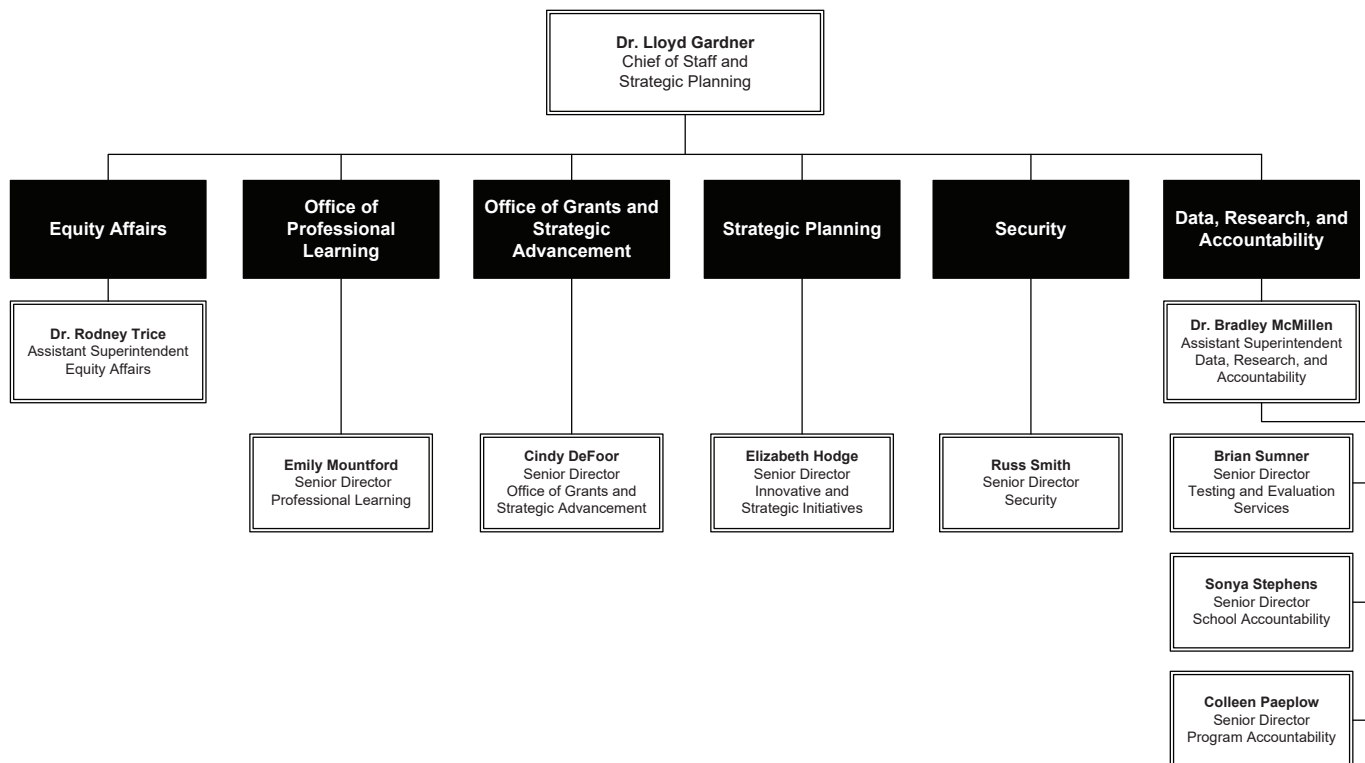 Dr. Lloyd Gardner
Chief of Staff and
Strategic Planning
Equity Affairs
Office of
Professional
Learning
Office of Grants and
Strategic
Advancement
Strategic Planning
Security
Data, Research, and
Accountability
Dr. Rodney Trice
Assistant Superintendent
Equity Affairs
Dr. Bradley McMillen
Assistant Superintendent
Data, Research, and
Accountability
Emily Mountford
Senior Director
Professional Learning
Cindy DeFoor
Senior Director
Office of Grants and
Strategic Advancement
Elizabeth Hodge
Senior Director
Innovative and
Strategic Initiatives
Russ Smith
Senior Director
Security
Brian Sumner
Senior Director
Testing and Evaluation
Services
Sonya Stephens
Senior Director
School Accountability
Colleen Paeplow
Senior Director
Program Accountability